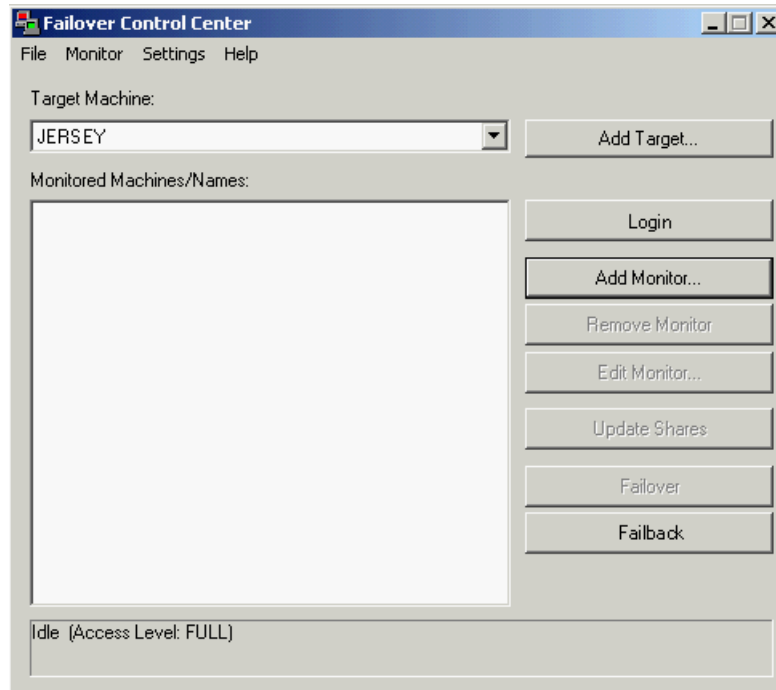 Failover Control Center
File Monitor Settings Help
Target Machine:
JERSEY
Add Target...
Monitored Machines/Names:
Login
Add Monitor...
Remove Monitor
Edit Monitor...
Update Shares
Failover
Failback
Idle (Access Level: FULL)